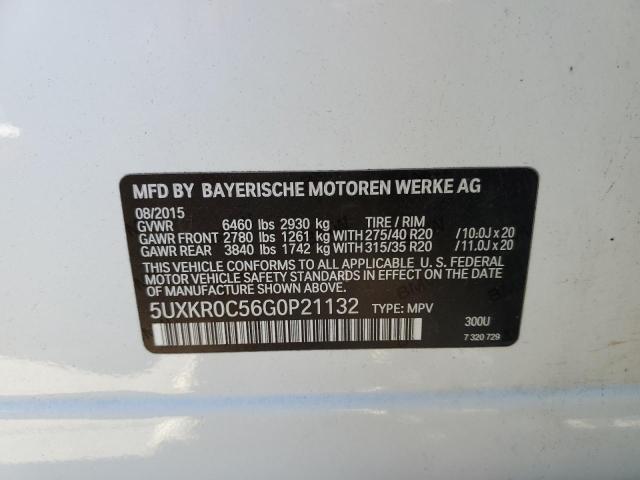 MFD BY BAYERISCHE MOTOREN WERKE AG
08/2015
GVWR 6460 lbs 2930 kg TIRE / RIM
GAWR FRONT 2780 lbs 1261 kg WITH 275/40 R20 /10.0J x 20
GAWR REAR 3840 lbs 1742 kg WITH 315/35 R20 /11.0J x 20
THIS VEHICLE CONFORMS TO ALL APPLICABLE U. S. FEDERAL
MOTOR VEHICLE SAFETY STANDARDS IN EFFECT ON THE DATE
OF MANUFACTURE SHOWN ABOVE.
5UXKR0C56G0P21132 TYPE: MPV 300U
7 320 729